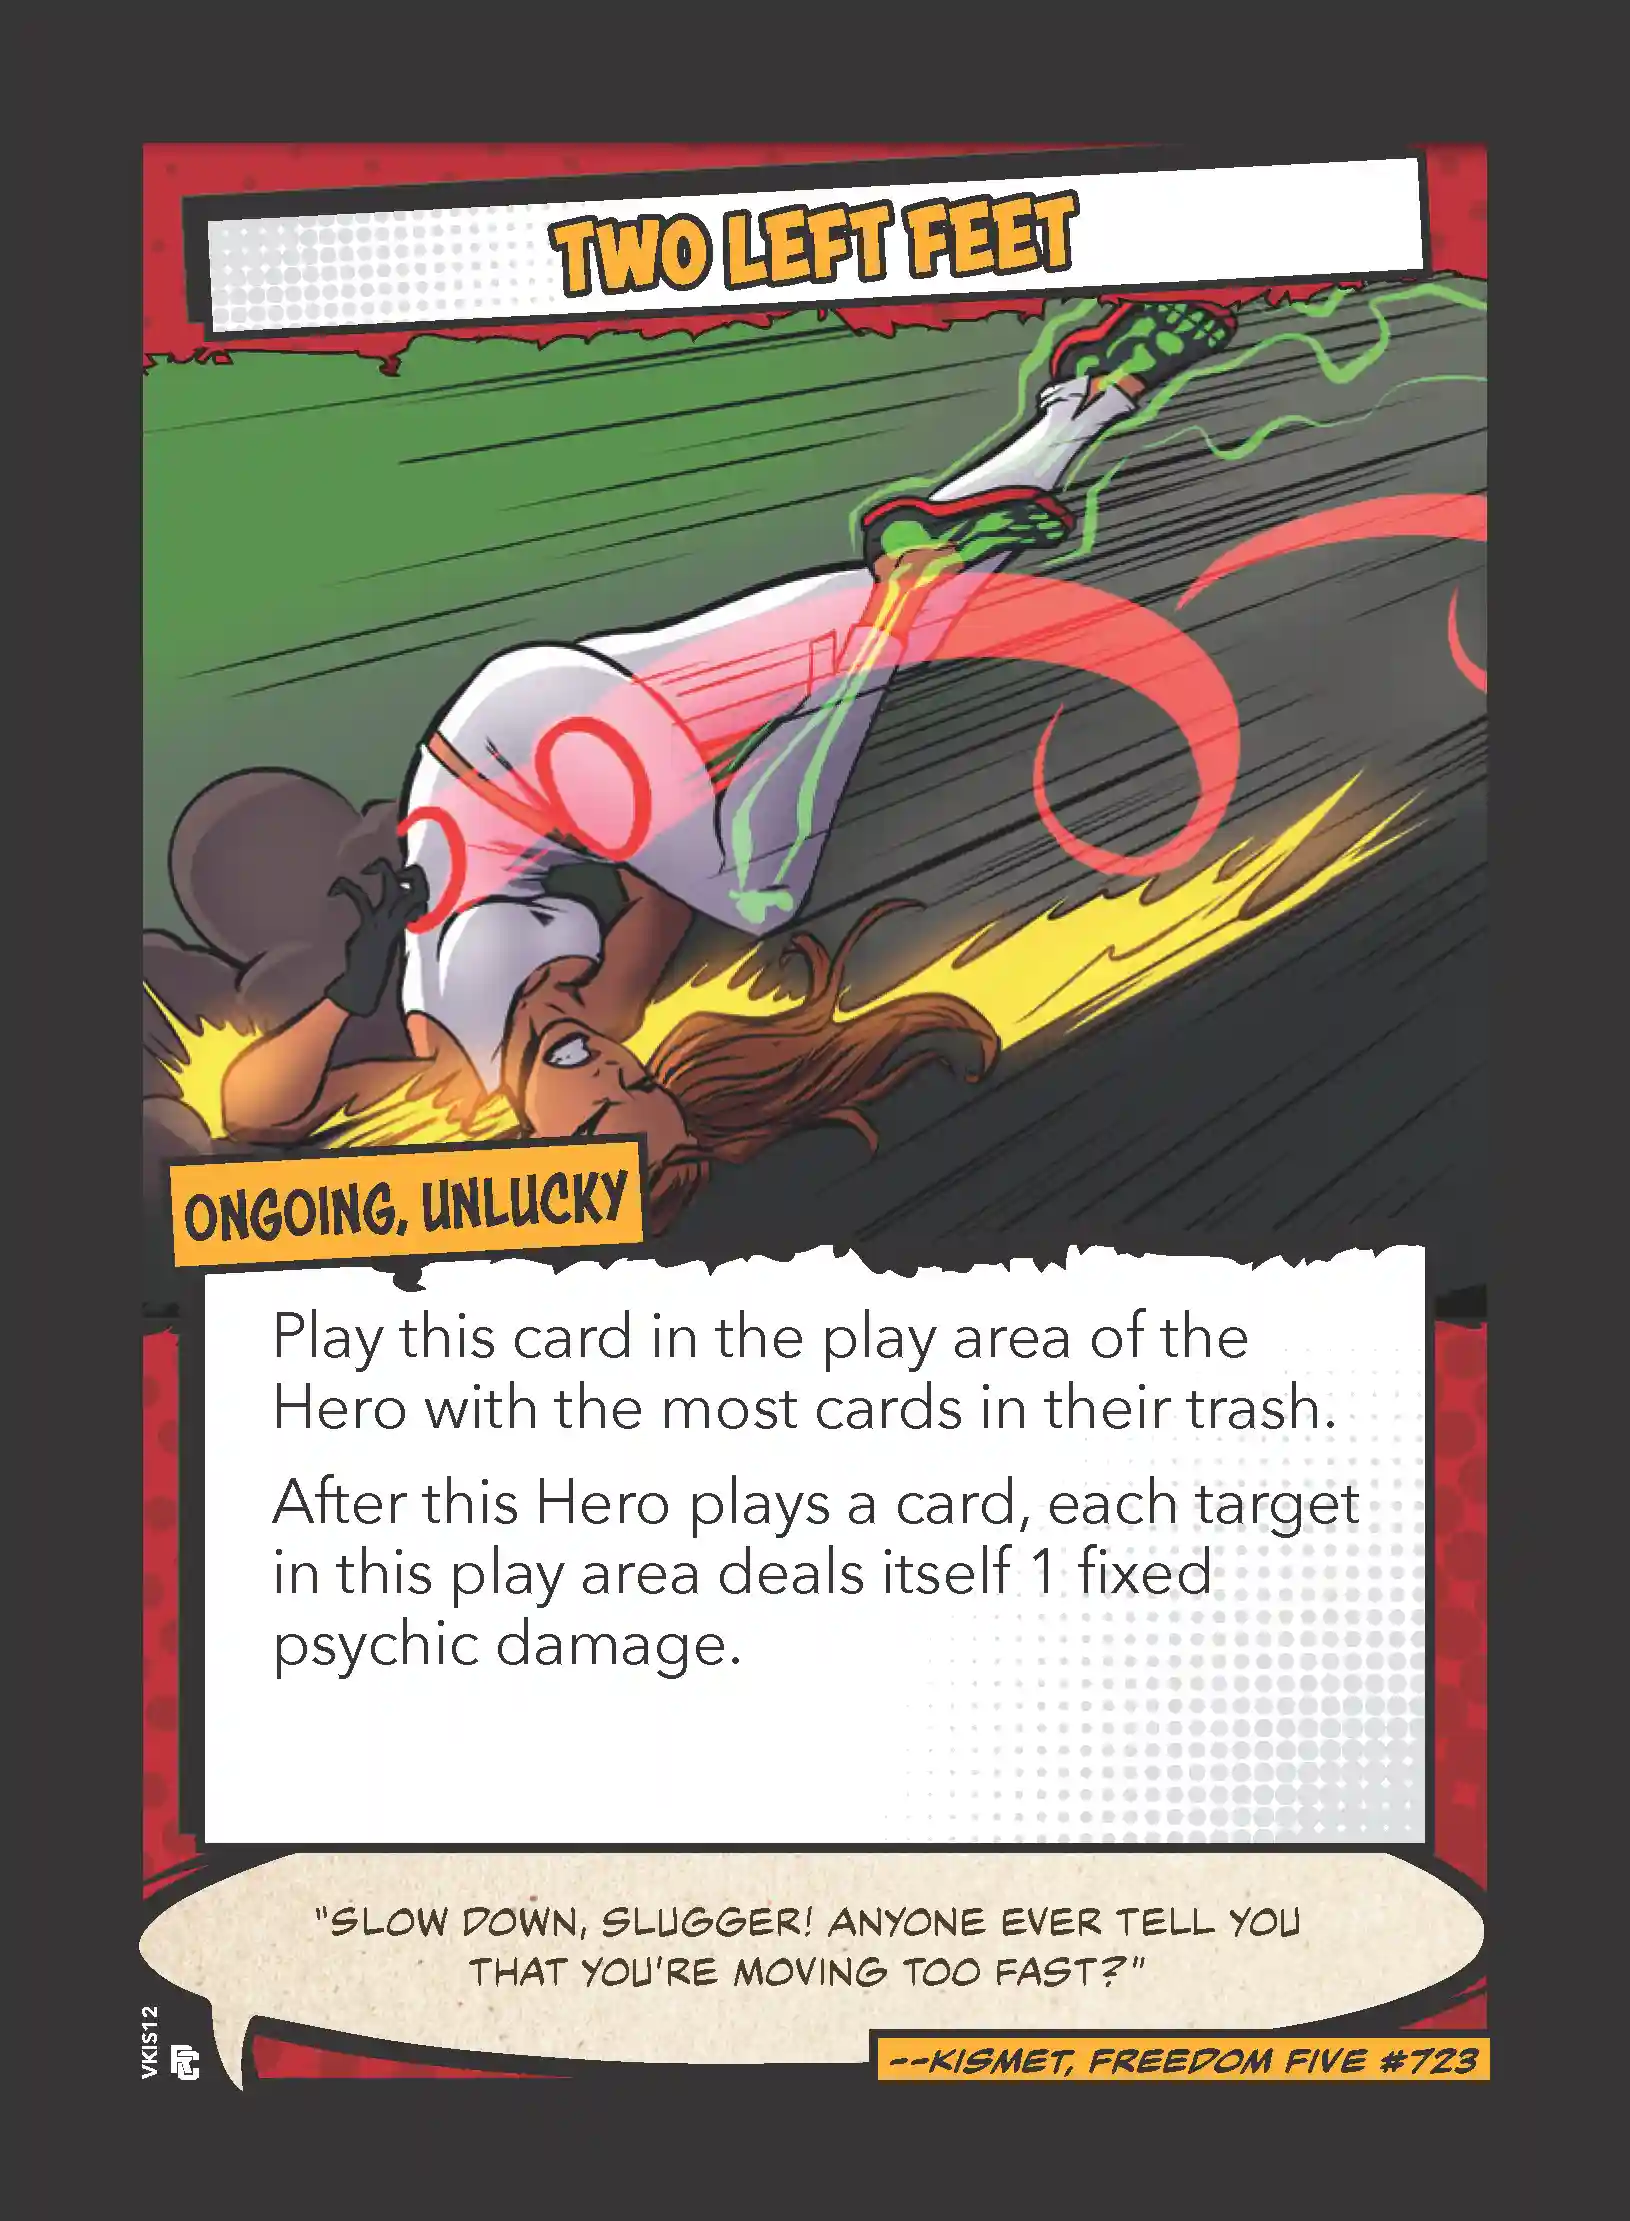 TWO LEFT FEET
ONGOING, UNLUCKY
Play this card in the play area of the
Hero with the most cards in their trash.
After this Hero plays a card, each target
in this play area deals itself 1 fixed
psychic damage.
"SLOW DOWN, SLUGGER! ANYONE EVER TELL YOU
THAT YOU'RE MOVING TOO FAST?"
--KISMET, FREEDOM FIVE #723
VKIS12